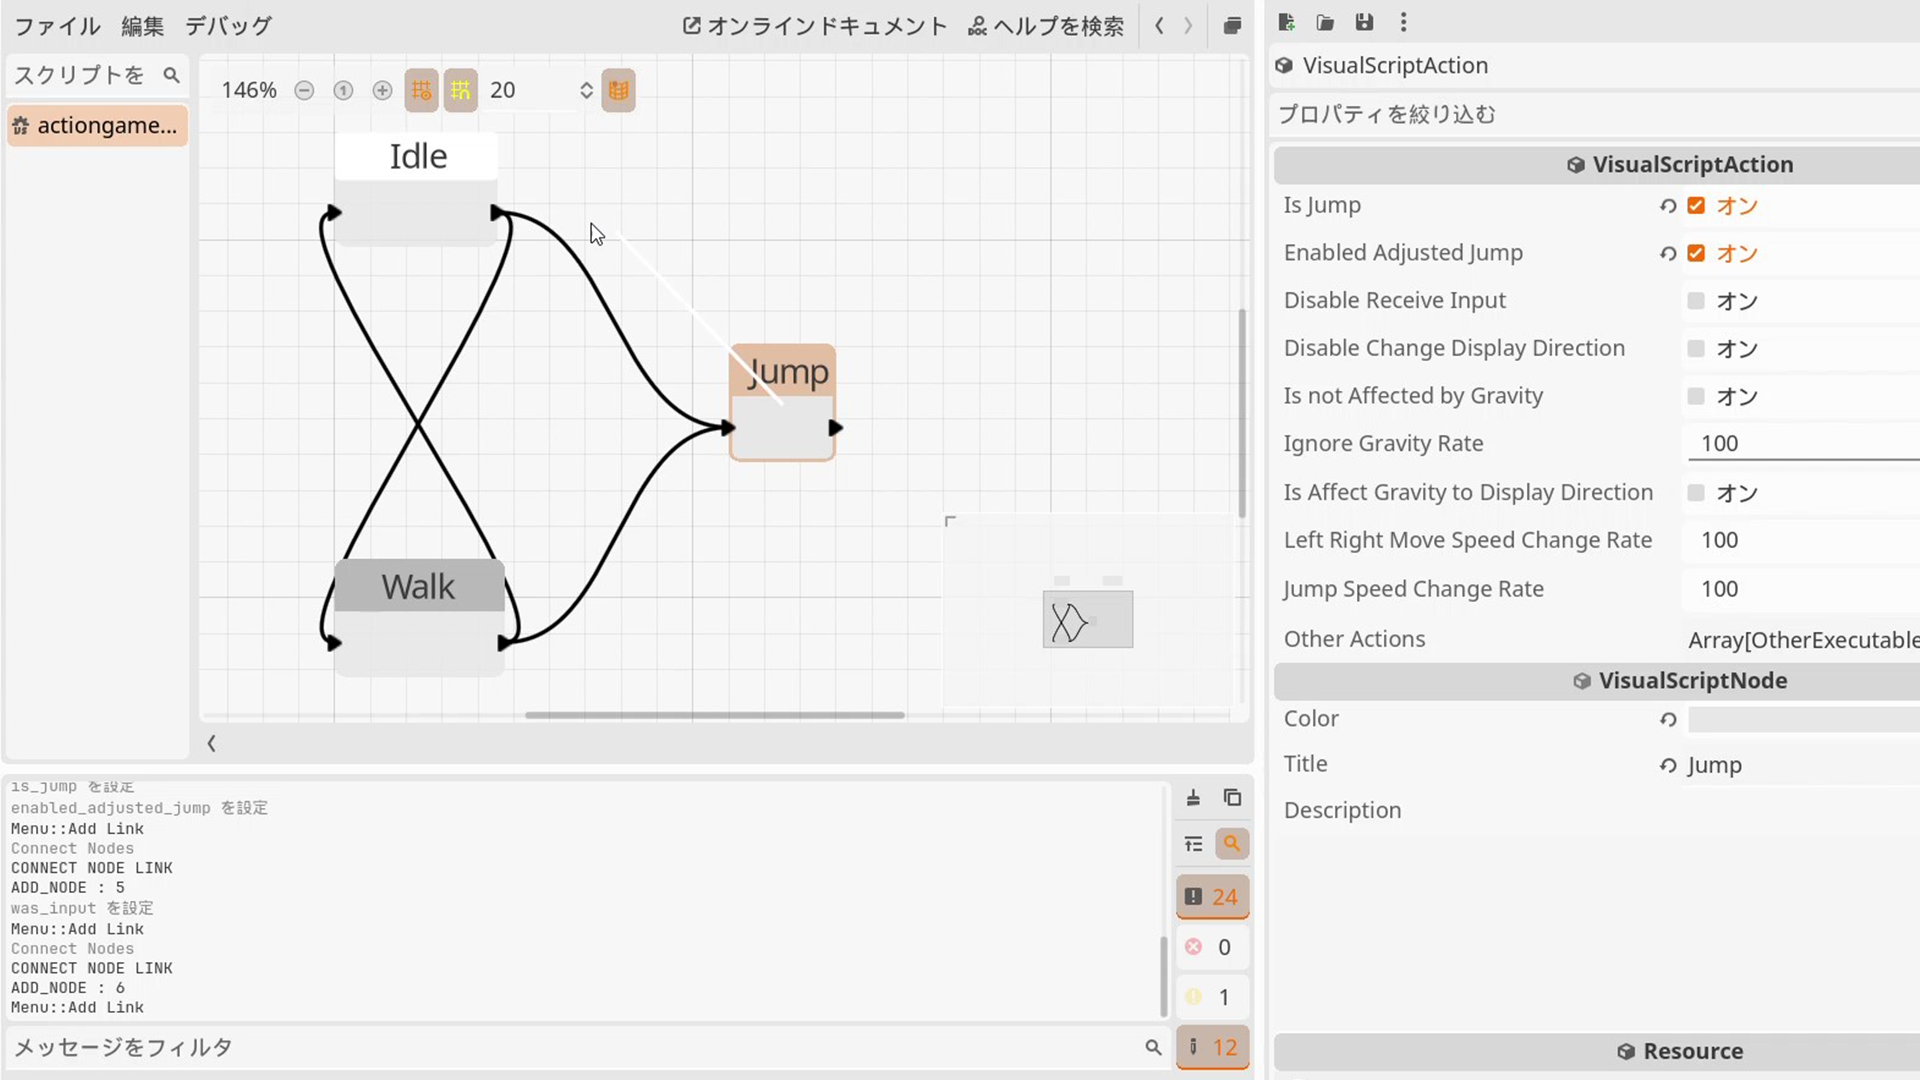 ファイル 編集 デバッグ
オンラインドキュメント ヘルプを検索
スクリプトを
actiongame...
146% 20
Idle
Jump
Walk
is_jump を設定
enabled_adjusted_jump を設定
Menu::Add Link
Connect Nodes
CONNECT NODE LINK
ADD_NODE : 5
was_input を設定
Menu::Add Link
Connect Nodes
CONNECT NODE LINK
ADD_NODE : 6
Menu::Add Link
メッセージをフィルタ
24
0
1
12
VisualScriptAction
プロパティを絞り込む
VisualScriptAction
Is Jump オン
Enabled Adjusted Jump オン
Disable Receive Input オン
Disable Change Display Direction オン
Is not Affected by Gravity オン
Ignore Gravity Rate 100
Is Affect Gravity to Display Direction オン
Left Right Move Speed Change Rate 100
Jump Speed Change Rate 100
Other Actions Array[OtherExecutable
VisualScriptNode
Color
Title Jump
Description
Resource